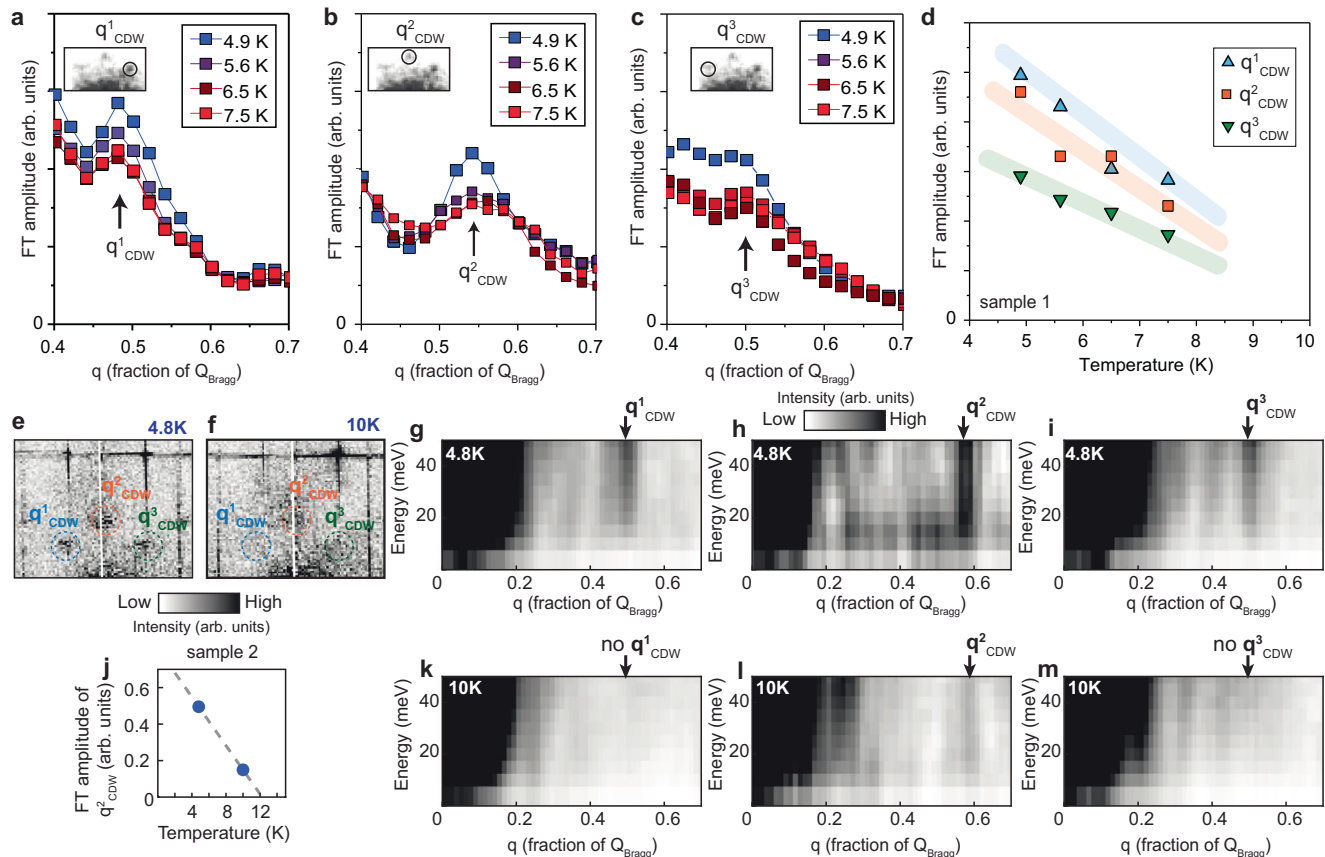 a
q¹CDW
4.9 K
5.6 K
6.5 K
7.5 K
FT amplitude (arb. units)
q¹CDW
0
0.4 0.5 0.6 0.7
q (fraction of QBragg)
b
q²CDW
4.9 K
5.6 K
6.5 K
7.5 K
FT amplitude (arb. units)
q²CDW
0
0.4 0.5 0.6 0.7
q (fraction of QBragg)
c
q³CDW
4.9 K
5.6 K
6.5 K
7.5 K
FT amplitude (arb. units)
q³CDW
0
0.4 0.5 0.6 0.7
q (fraction of QBragg)
d
q¹CDW
q²CDW
q³CDW
FT amplitude (arb. units)
sample 1
0
4 5 6 7 8 9 10
Temperature (K)
e
4.8K
q²CDW
q¹CDW
q³CDW
f
10K
q²CDW
q¹CDW
q³CDW
Low High
Intensity (arb. units)
Intensity (arb. units)
Low High
g
q¹CDW
4.8K
Energy (meV)
40
20
0.2 0.4 0.6
q (fraction of QBragg)
h
q²CDW
4.8K
Energy (meV)
40
20
0.2 0.4 0.6
q (fraction of QBragg)
i
q³CDW
4.8K
Energy (meV)
40
20
0.2 0.4 0.6
q (fraction of QBragg)
j
sample 2
FT amplitude of
q²CDW (arb. units)
0.6
0.4
0.2
0
4 8 12
Temperature (K)
k
no q¹CDW
10K
Energy (meV)
40
20
0.2 0.4 0.6
q (fraction of QBragg)
l
q²CDW
10K
Energy (meV)
40
20
0.2 0.4 0.6
q (fraction of QBragg)
m
no q³CDW
10K
Energy (meV)
40
20
0.2 0.4 0.6
q (fraction of QBragg)